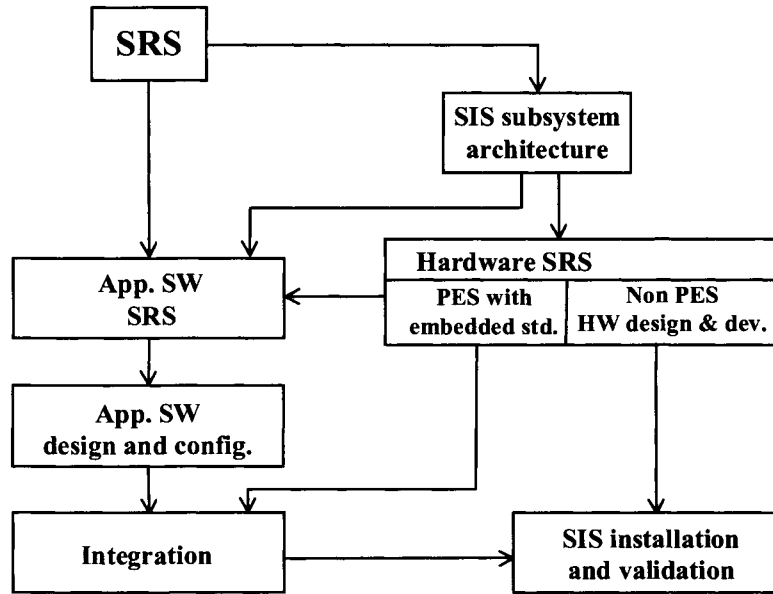 SRS
SIS subsystem
architecture
Hardware SRS
App. SW
SRS
PES with
embedded std.
Non PES
HW design & dev.
App. SW
design and config.
Integration
SIS installation
and validation